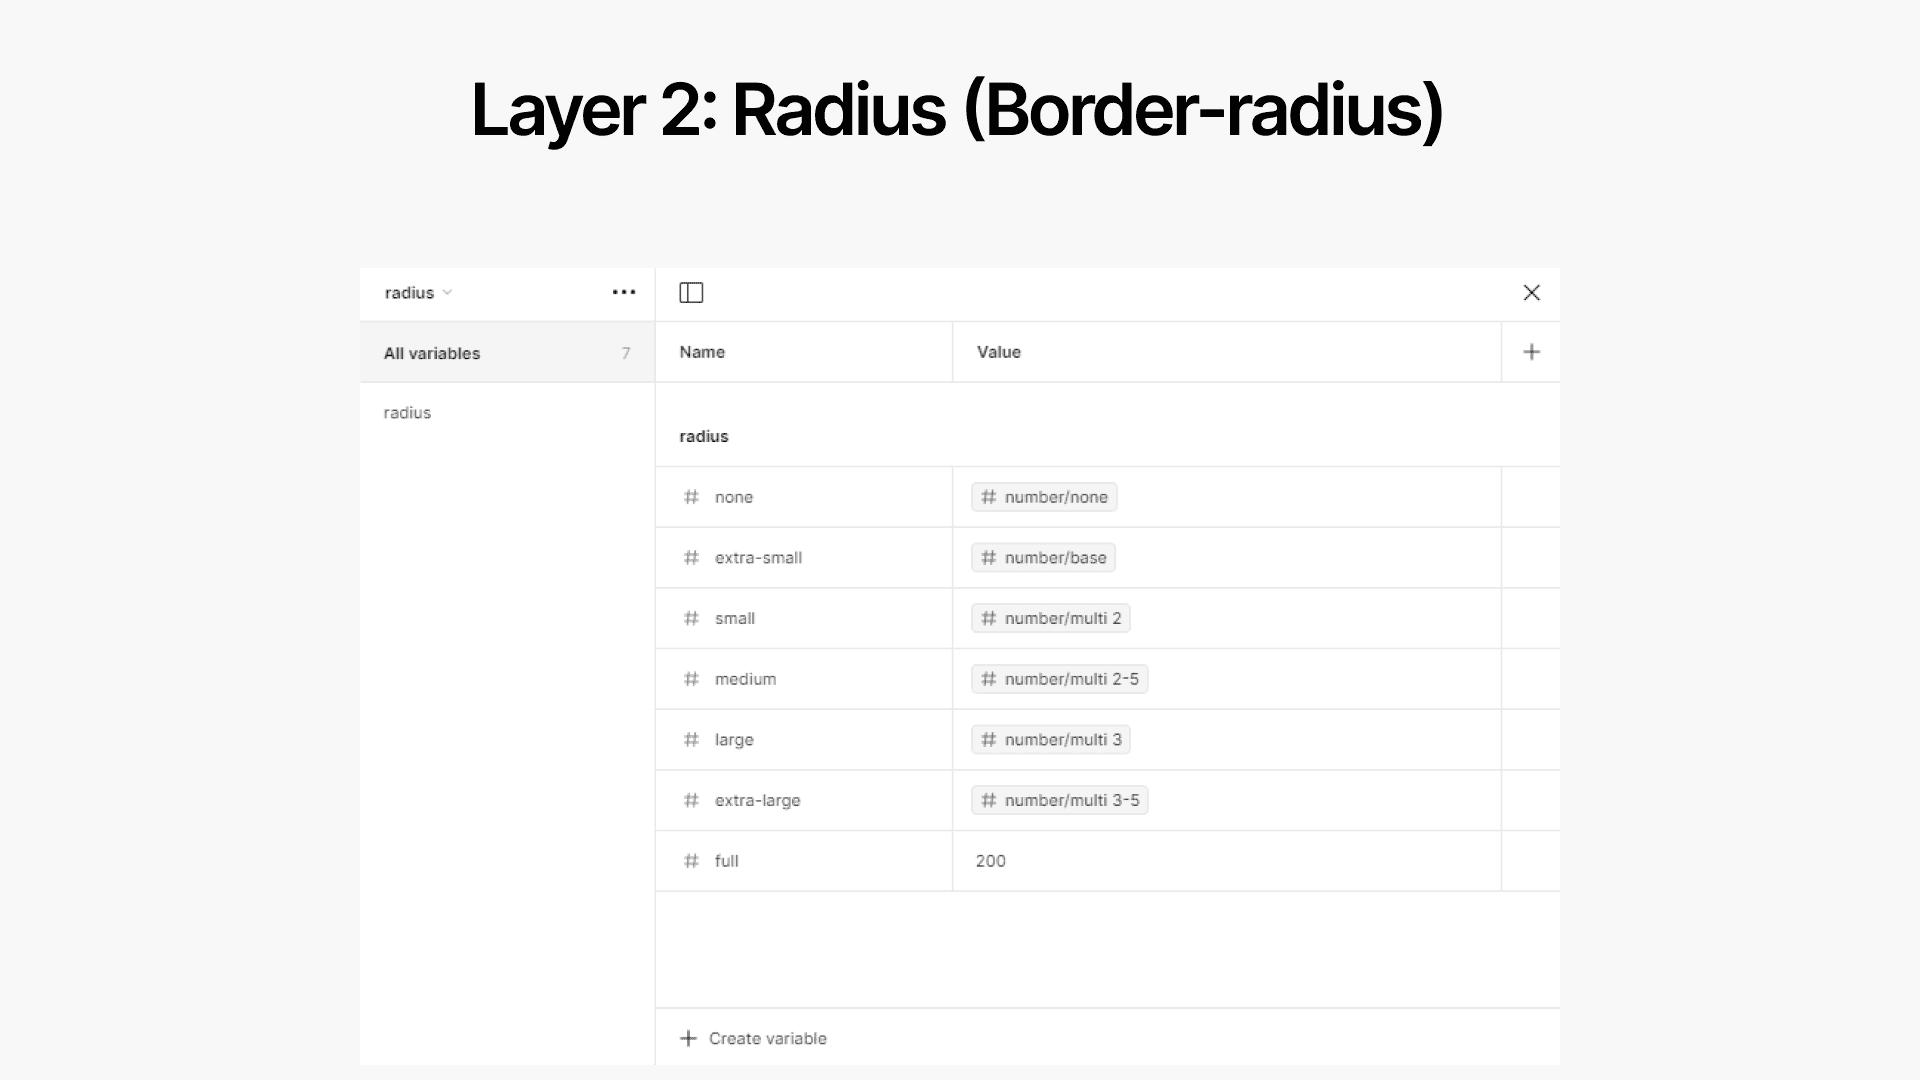 Layer 2: Radius (Border-radius)
radius
All variables 7
radius
Name Value
radius
none number/none
extra-small number/base
small number/multi 2
medium number/multi 2-5
large number/multi 3
extra-large number/multi 3-5
full 200
Create variable